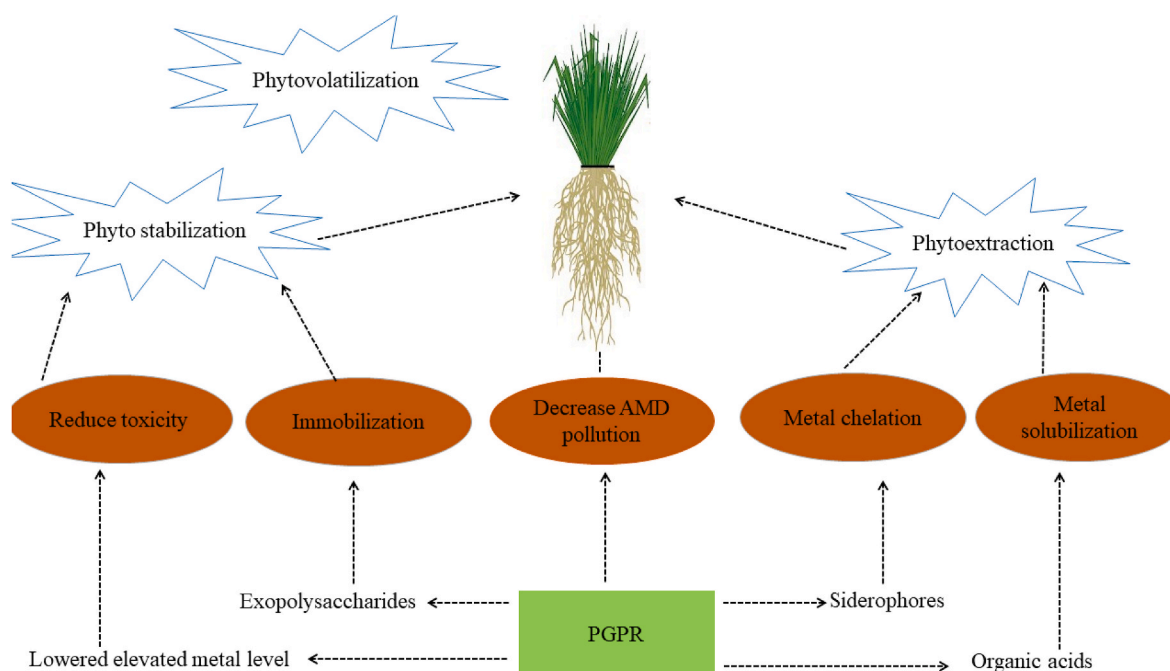 Phytovolatilization
Phyto stabilization
Phytoextraction
Reduce toxicity
Immobilization
Decrease AMD
pollution
Metal chelation
Metal
solubilization
Exopolysaccharides
Siderophores
PGPR
Lowered elevated metal level
Organic acids